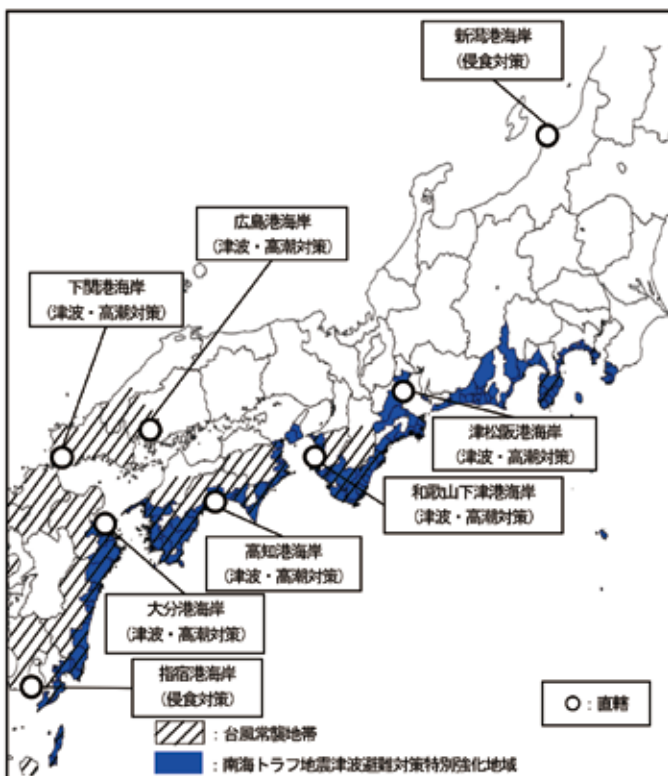 新潟港海岸
(侵食対策)
広島港海岸
(津波・高潮対策)
下関港海岸
(津波・高潮対策)
津松阪港海岸
(津波・高潮対策)
和歌山下津港海岸
(津波・高潮対策)
高知港海岸
(津波・高潮対策)
大分港海岸
(津波・高潮対策)
指宿港海岸
(侵食対策)
:直轄
:台風常襲地帯
:南海トラフ地震津波避難対策特別強化地域